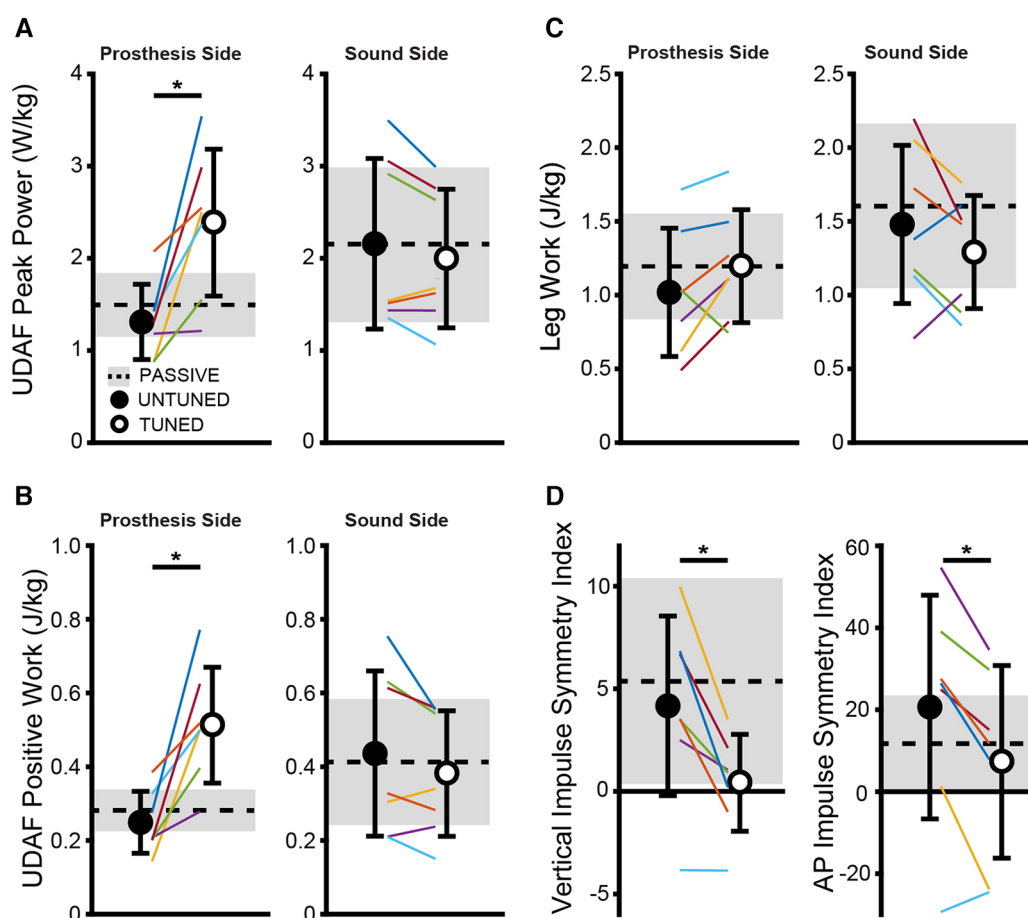 A
Prosthesis Side
Sound Side
UDAF Peak Power (W/kg)
4
3
2
1
0
*
PASSIVE
UNTUNED
TUNED
4
3
2
1
0
C
Prosthesis Side
Sound Side
Leg Work (J/kg)
2.5
2.0
1.5
1.0
0.5
0
2.5
2.0
1.5
1.0
0.5
0
B
Prosthesis Side
Sound Side
UDAF Positive Work (J/kg)
1.0
0.8
0.6
0.4
0.2
0
*
1.0
0.8
0.6
0.4
0.2
0
D
Vertical Impulse Symmetry Index
10
5
0
-5
*
AP Impulse Symmetry Index
60
40
20
0
-20
*